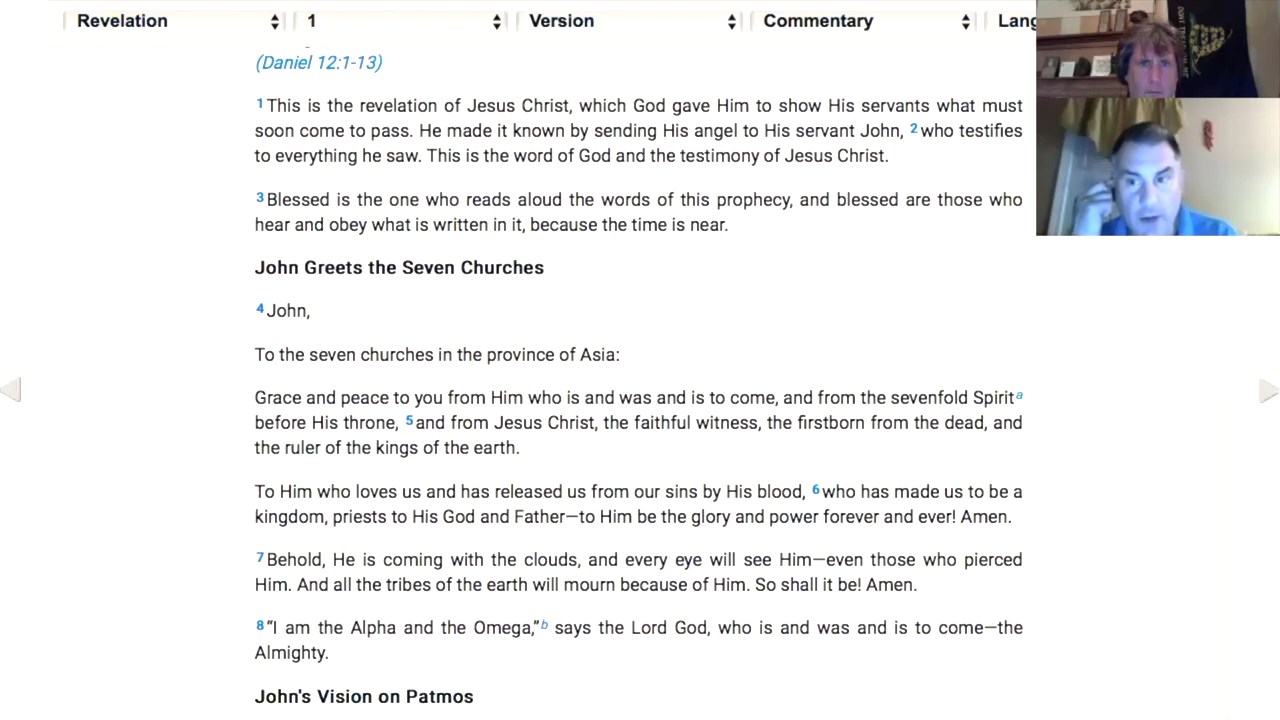 Revelation 1 Version Commentary Lang
(Daniel 12:1-13)
1 This is the revelation of Jesus Christ, which God gave Him to show His servants what must
soon come to pass. He made it known by sending His angel to His servant John, 2 who testifies
to everything he saw. This is the word of God and the testimony of Jesus Christ.
3 Blessed is the one who reads aloud the words of this prophecy, and blessed are those who
hear and obey what is written in it, because the time is near.
John Greets the Seven Churches
4 John,
To the seven churches in the province of Asia:
Grace and peace to you from Him who is and was and is to come, and from the sevenfold Spirit a
before His throne, 5 and from Jesus Christ, the faithful witness, the firstborn from the dead, and
the ruler of the kings of the earth.
To Him who loves us and has released us from our sins by His blood, 6 who has made us to be a
kingdom, priests to His God and Father—to Him be the glory and power forever and ever! Amen.
7 Behold, He is coming with the clouds, and every eye will see Him—even those who pierced
Him. And all the tribes of the earth will mourn because of Him. So shall it be! Amen.
8 “I am the Alpha and the Omega,” b says the Lord God, who is and was and is to come—the
Almighty.
John's Vision on Patmos
DONT TREAD ON ME